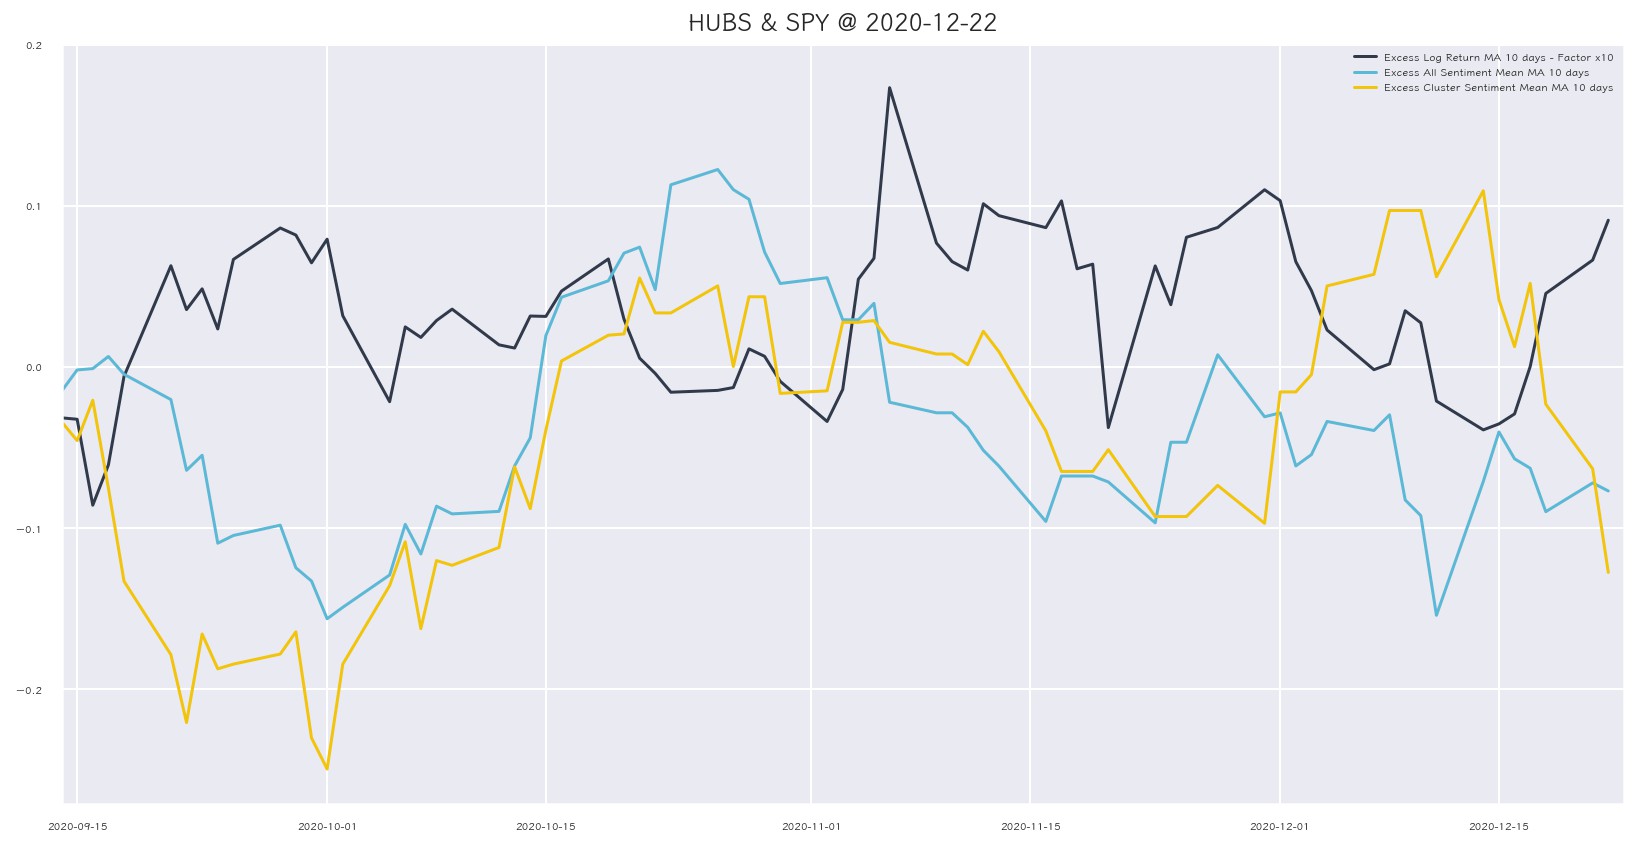 HUBS & SPY @ 2020-12-22
0.2
0.1
0.0
−0.1
−0.2
Excess Log Return MA 10 days - Factor x10
Excess All Sentiment Mean MA 10 days
Excess Cluster Sentiment Mean MA 10 days
2020-09-15 2020-10-01 2020-10-15 2020-11-01 2020-11-15 2020-12-01 2020-12-15